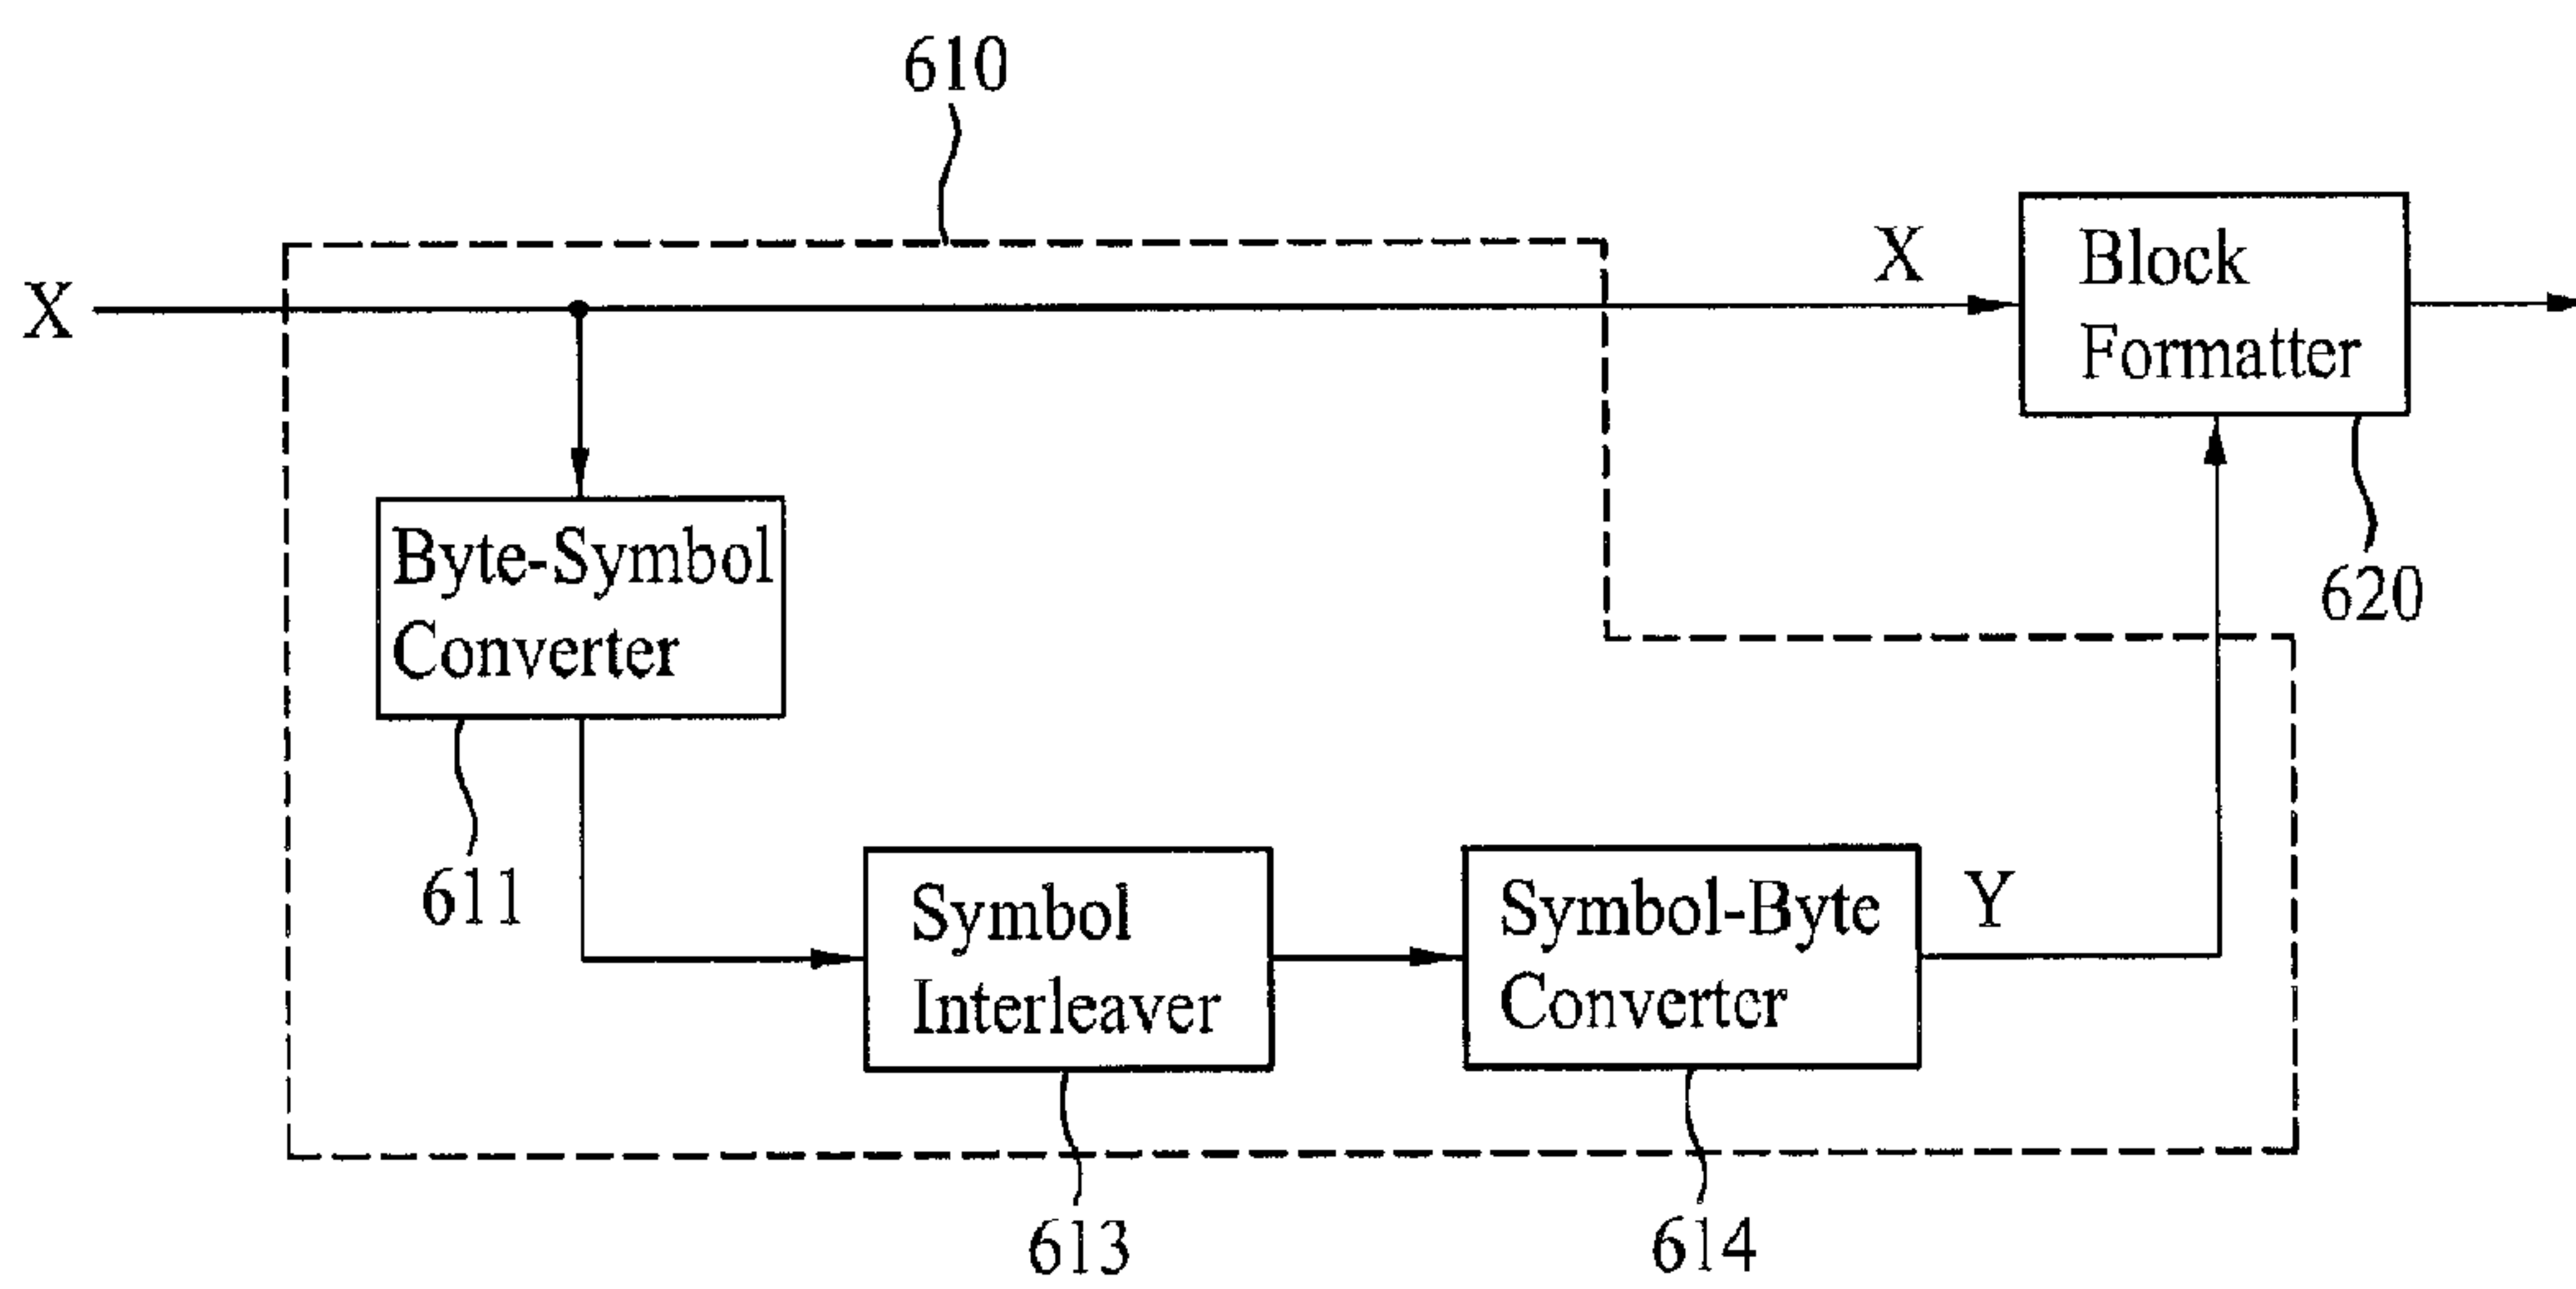 610
X
X
Block
Formatter
620
Byte-Symbol
Converter
611
Symbol
Interleaver
613
Symbol-Byte
Converter
614
Y